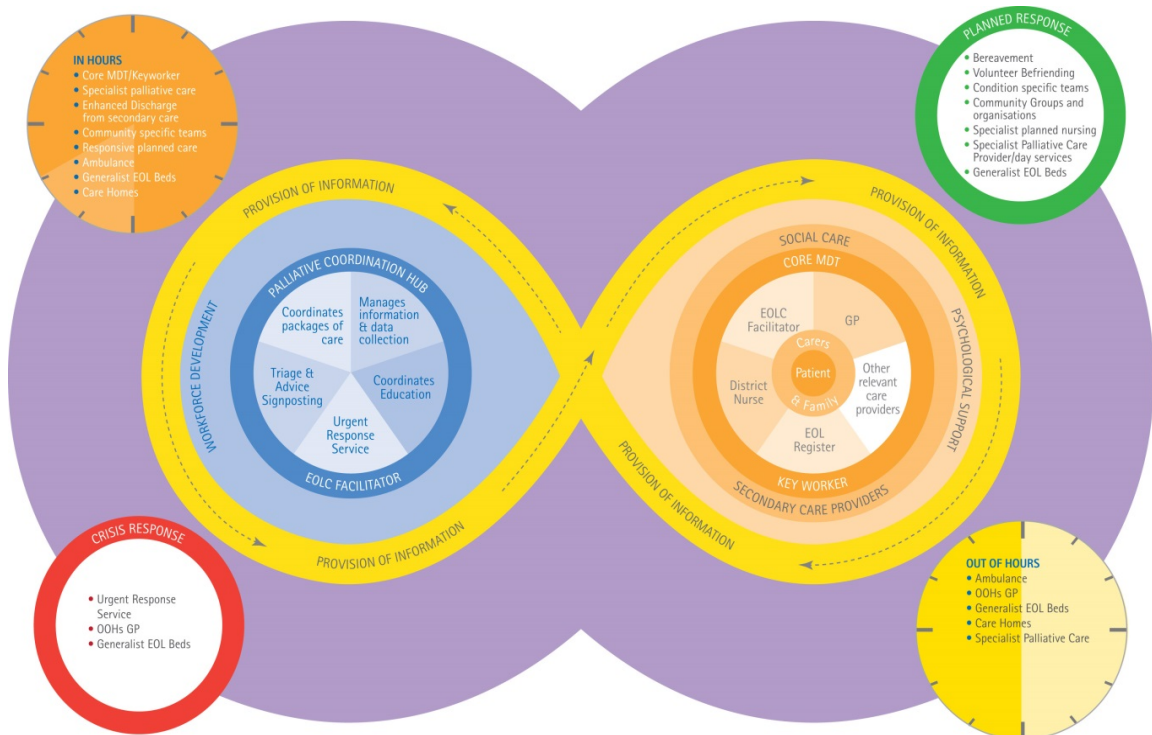 IN HOURS
• Core MDT/Keyworker
• Specialist palliative care
• Enhanced Discharge
from secondary care
• Community specific teams
• Responsive planned care
• Ambulance
• Generalist EOL Beds
• Care Homes
PLANNED RESPONSE
• Bereavement
• Volunteer Befriending
• Condition specific teams
• Community Groups and
organisations
• Specialist planned nursing
• Specialist Palliative Care
Provider/day services
• Generalist EOL Beds
PROVISION OF INFORMATION
WORKFORCE DEVELOPMENT
PALLIATIVE COORDINATION HUB
Coordinates
packages of
care
Manages
information
& data
collection
Triage &
Advice
Signposting
Coordinates
Education
Urgent
Response
Service
EOLC FACILITATOR
PROVISION OF INFORMATION
PROVISION OF INFORMATION
SOCIAL CARE
CORE MDT
PSYCHOLOGICAL SUPPORT
EOLC
Facilitator
GP
Carers
Patient
& Family
District
Nurse
Other
relevant
care
providers
EOL
Register
KEY WORKER
SECONDARY CARE PROVIDERS
PROVISION OF INFORMATION
CRISIS RESPONSE
• Urgent Response
Service
• OOHs GP
• Generalist EOL Beds
OUT OF HOURS
• Ambulance
• OOHs GP
• Generalist EOL Beds
• Care Homes
• Specialist Palliative Care